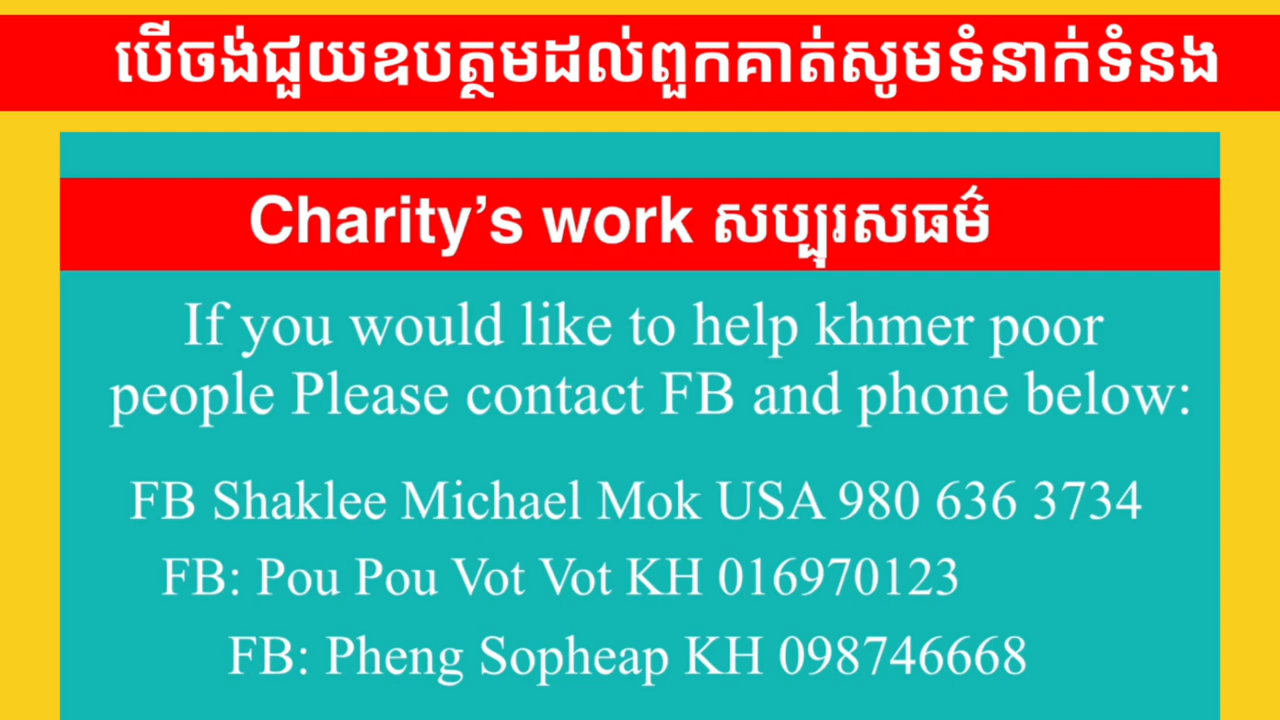 បើចង់ជួយឧបត្ថមដល់ពួកគាត់សូមទំនាក់ទំនង
Charity’s work សប្បុរសធម៌
If you would like to help khmer poor
people Please contact FB and phone below:
FB Shaklee Michael Mok USA 980 636 3734
FB: Pou Pou Vot Vot KH 016970123
FB: Pheng Sopheap KH 098746668